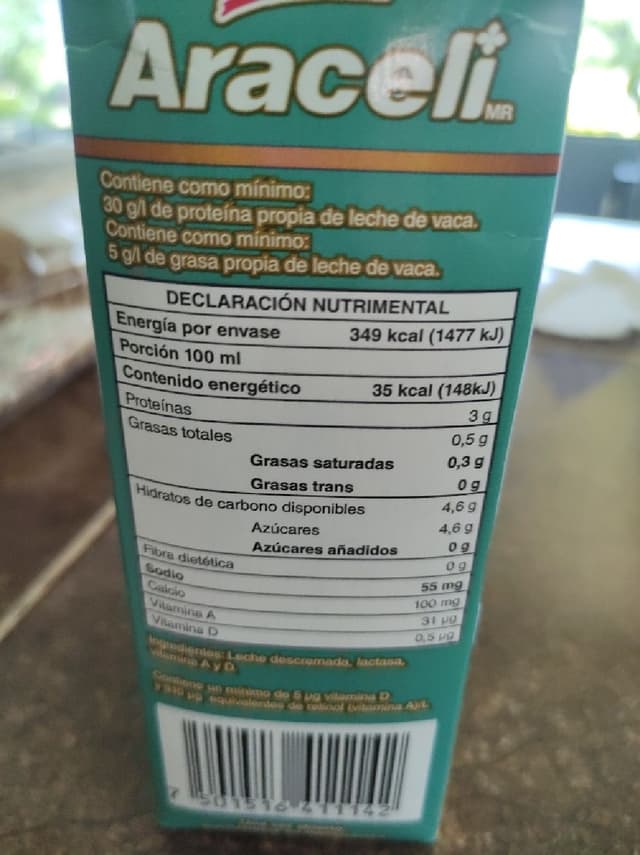 Araceli MR
Contiene como mínimo:
30 g/l de proteína propia de leche de vaca.
Contiene como mínimo:
5 g/l de grasa propia de leche de vaca.
DECLARACIÓN NUTRIMENTAL
Energía por envase 349 kcal (1477 kJ)
Porción 100 ml
Contenido energético 35 kcal (148kJ)
Proteínas 3 g
Grasas totales 0,5 g
Grasas saturadas 0,3 g
Grasas trans 0 g
Hidratos de carbono disponibles 4,6 g
Azúcares 4,6 g
Azúcares añadidos 0 g
Fibra dietética 0 g
Sodio 55 mg
Calcio 100 mg
Vitamina A 31 µg
Vitamina D 0,5 µg
Ingredientes: Leche descremada, lactasa,
vitamina A y D.
Contiene un mínimo de 5 µg vitamina D
y 310 µg equivalentes de retinol (vitamina A)/l.